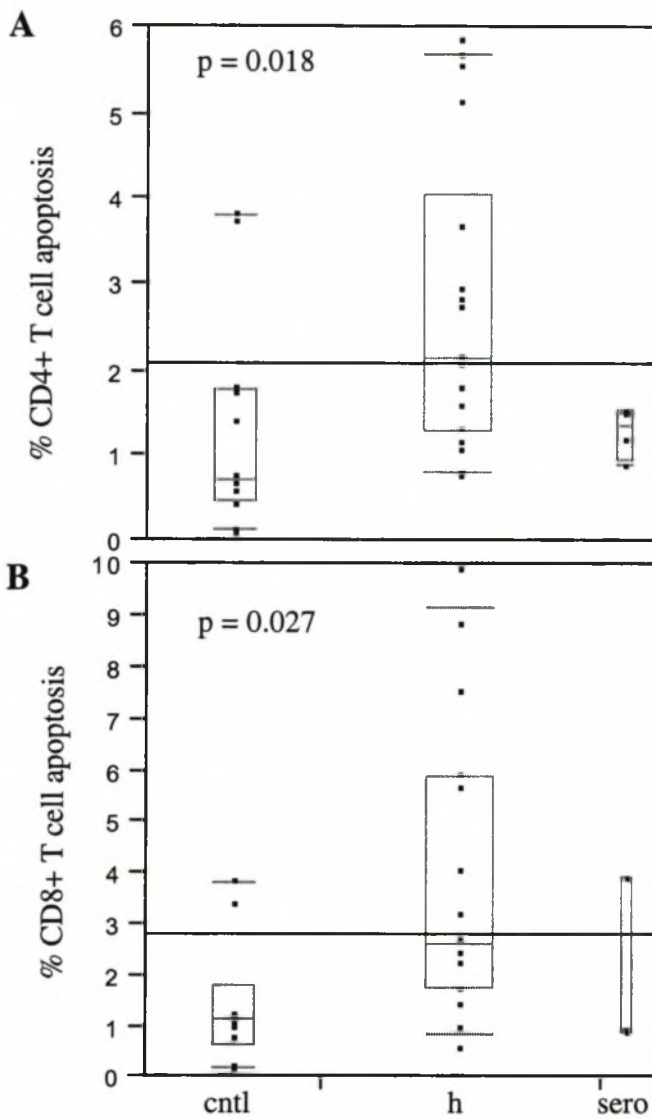 A
p = 0.018
% CD4+ T cell apoptosis
6
5
4
3
2
1
0
B
p = 0.027
% CD8+ T cell apoptosis
10
9
8
7
6
5
4
3
2
1
0
cntl h sero